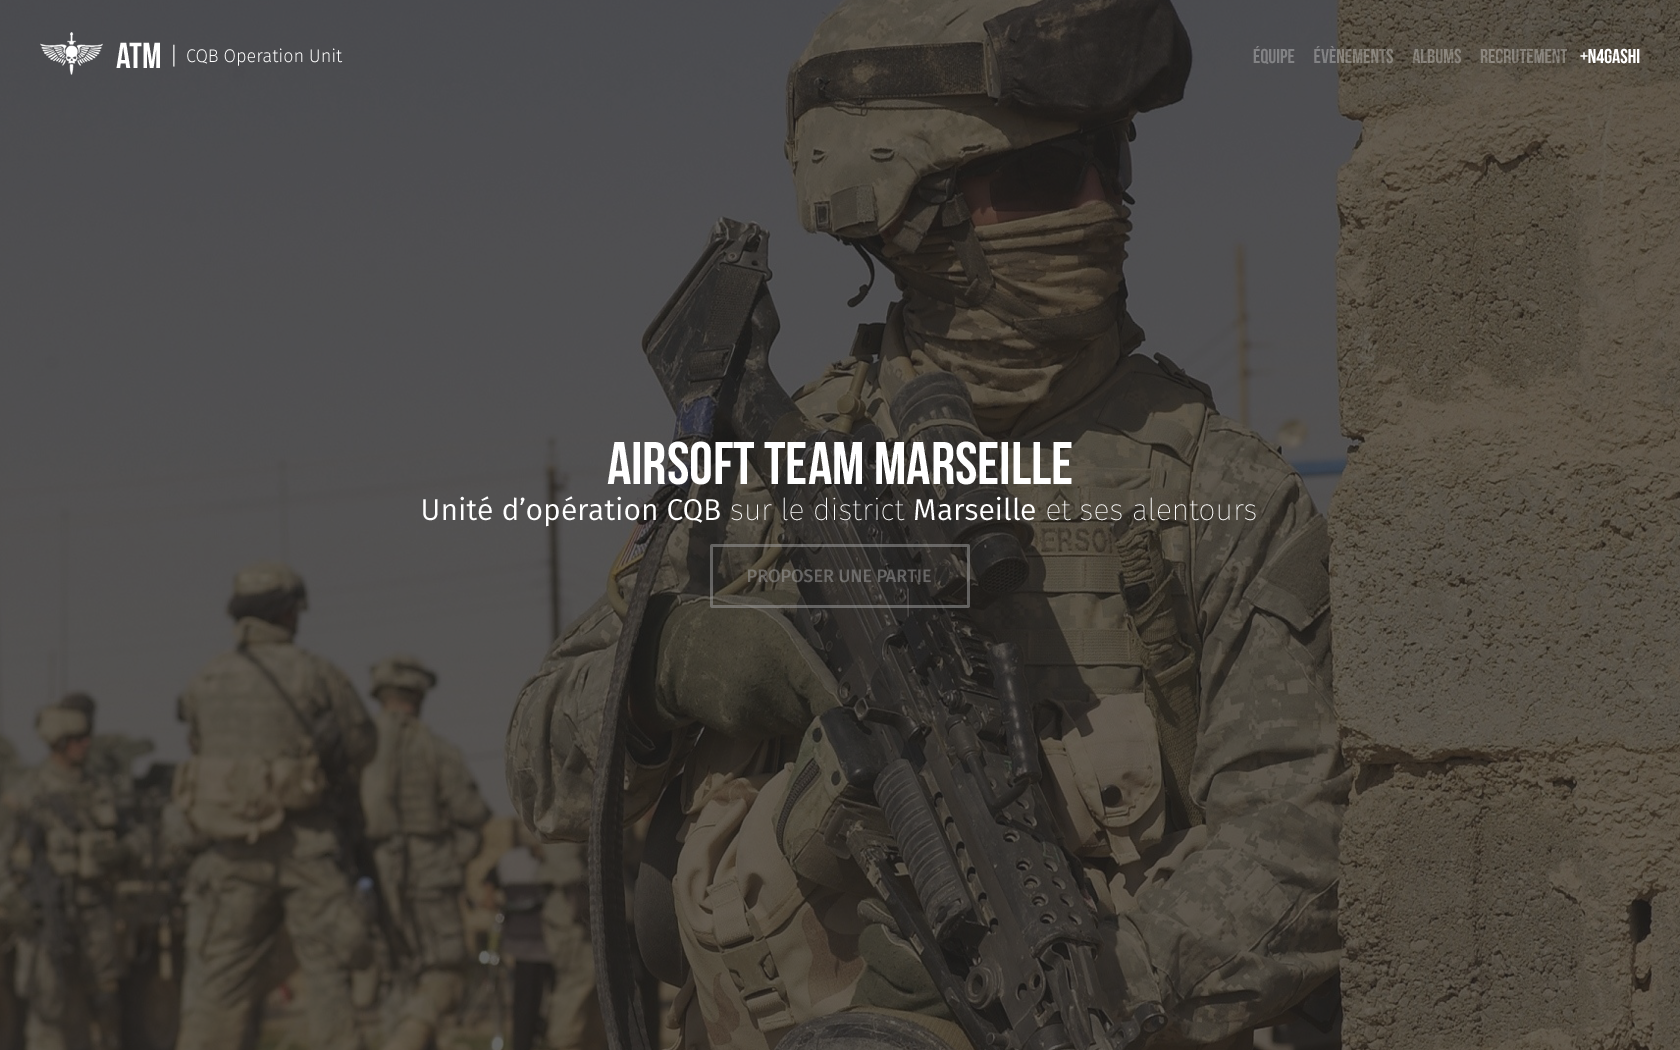 ATM | CQB Operation Unit
ÉQUIPE ÉVÈNEMENTS ALBUMS RECRUTEMENT +N4GASHI
AIRSOFT TEAM MARSEILLE
Unité d’opération CQB sur le district Marseille et ses alentours
ERSON
PROPOSER UNE PARTIE